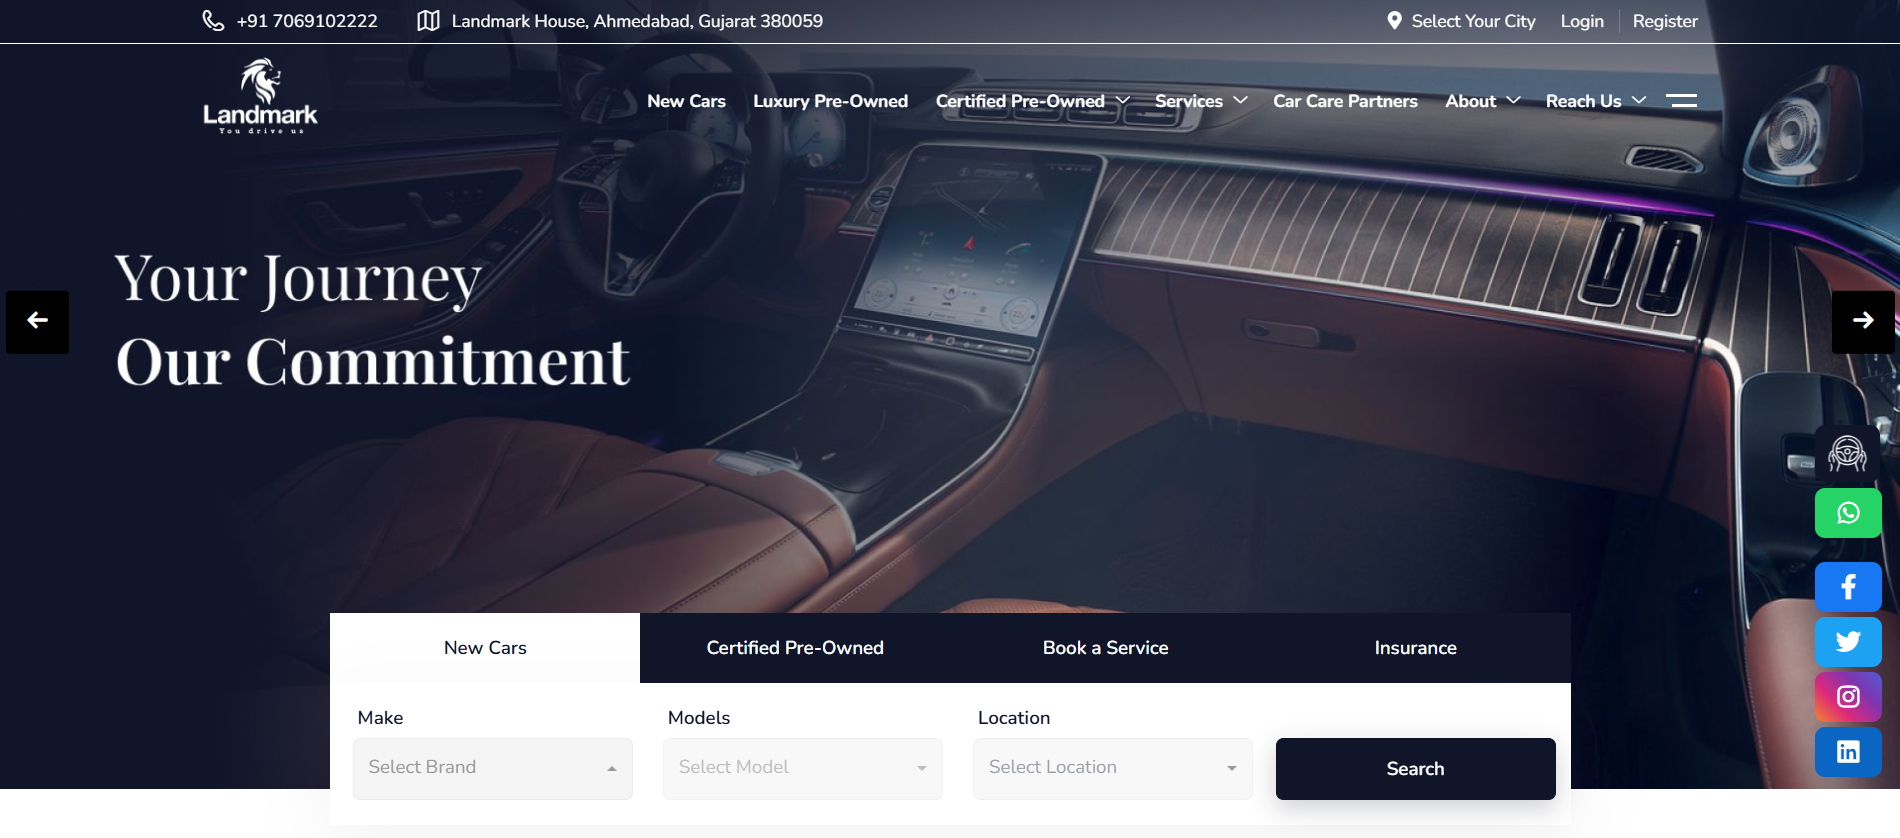 +91 7069102222
Landmark House, Ahmedabad, Gujarat 380059
Select Your City
Login
Register
Landmark
You drive us
New Cars
Luxury Pre-Owned
Certified Pre-Owned
Services
Car Care Partners
About
Reach Us
Your Journey
Our Commitment
New Cars
Certified Pre-Owned
Book a Service
Insurance
Make
Models
Location
Select Brand
Select Model
Select Location
Search